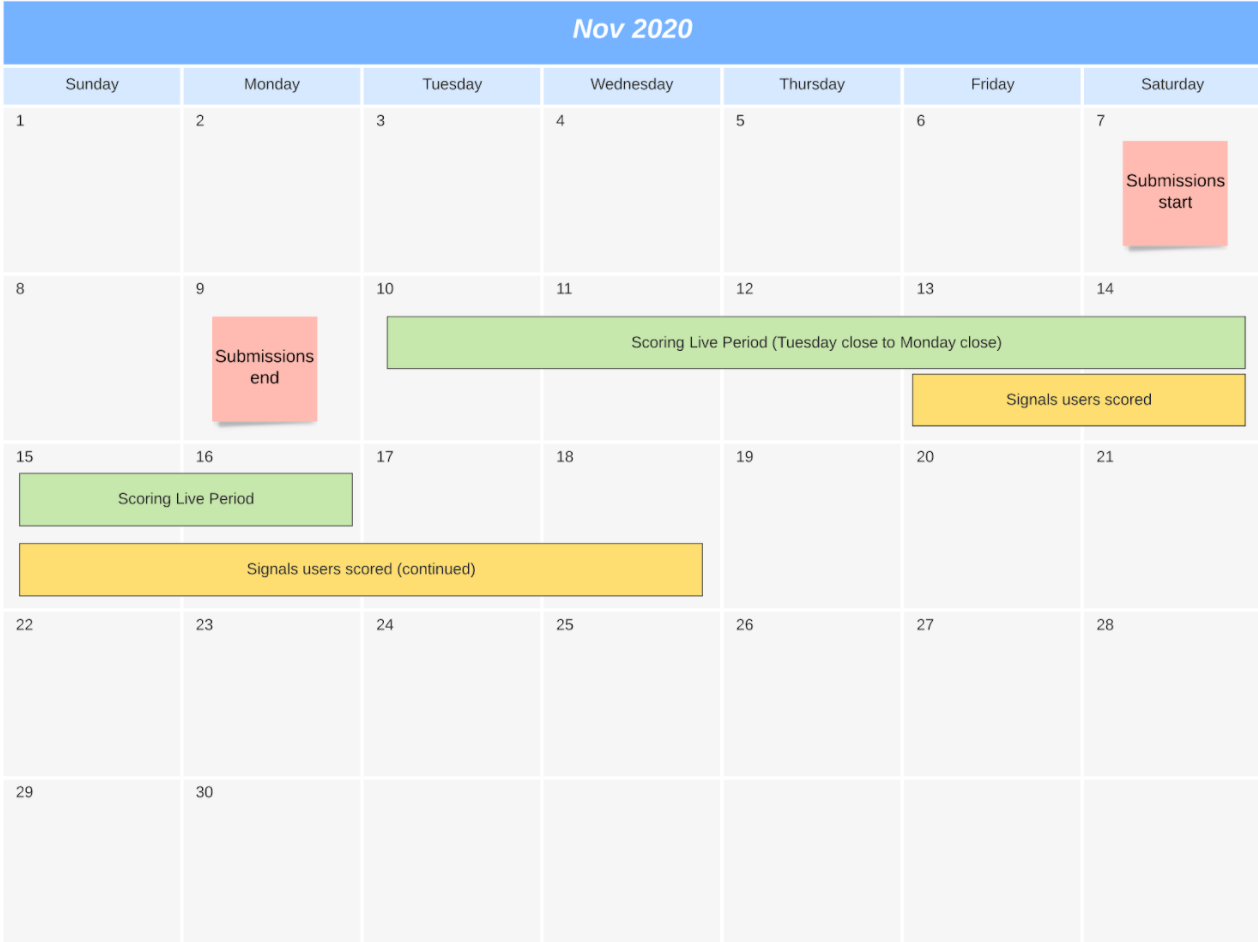 Nov 2020
Sunday Monday Tuesday Wednesday Thursday Friday Saturday
1 2 3 4 5 6 7
Submissions
start
8 9 10 11 12 13 14
Submissions
end
Scoring Live Period (Tuesday close to Monday close)
Signals users scored
15 16 17 18 19 20 21
Scoring Live Period
Signals users scored (continued)
22 23 24 25 26 27 28
29 30